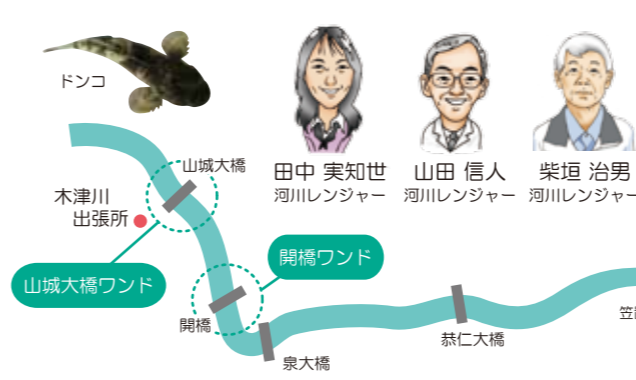 ドンコ
田中 実知世
河川レンジャー
山田 信人
河川レンジャー
柴垣 治男
河川レンジャー
山城大橋
木津川
出張所
山城大橋ワンド
開橋ワンド
開橋
泉大橋
恭仁大橋
笠